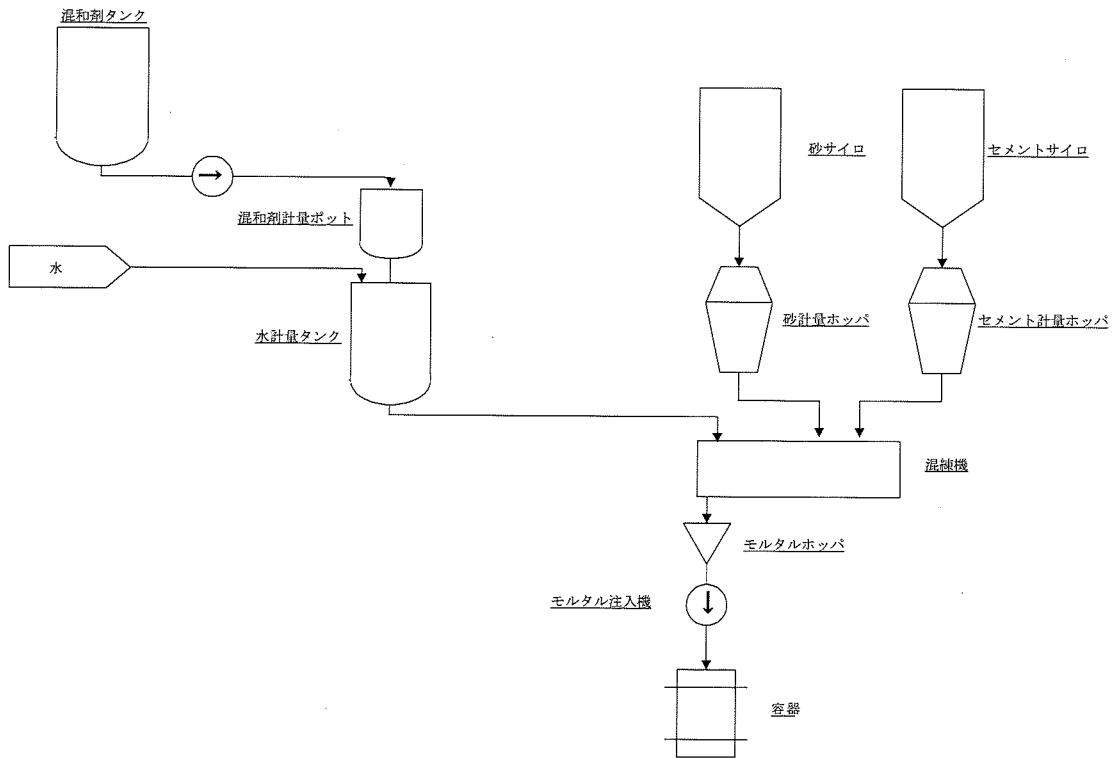 混和剤タンク
砂サイロ
セメントサイロ
混和剤計量ポット
水
砂計量ホッパ
セメント計量ホッパ
水計量タンク
混練機
モルタルホッパ
モルタル注入機
容器